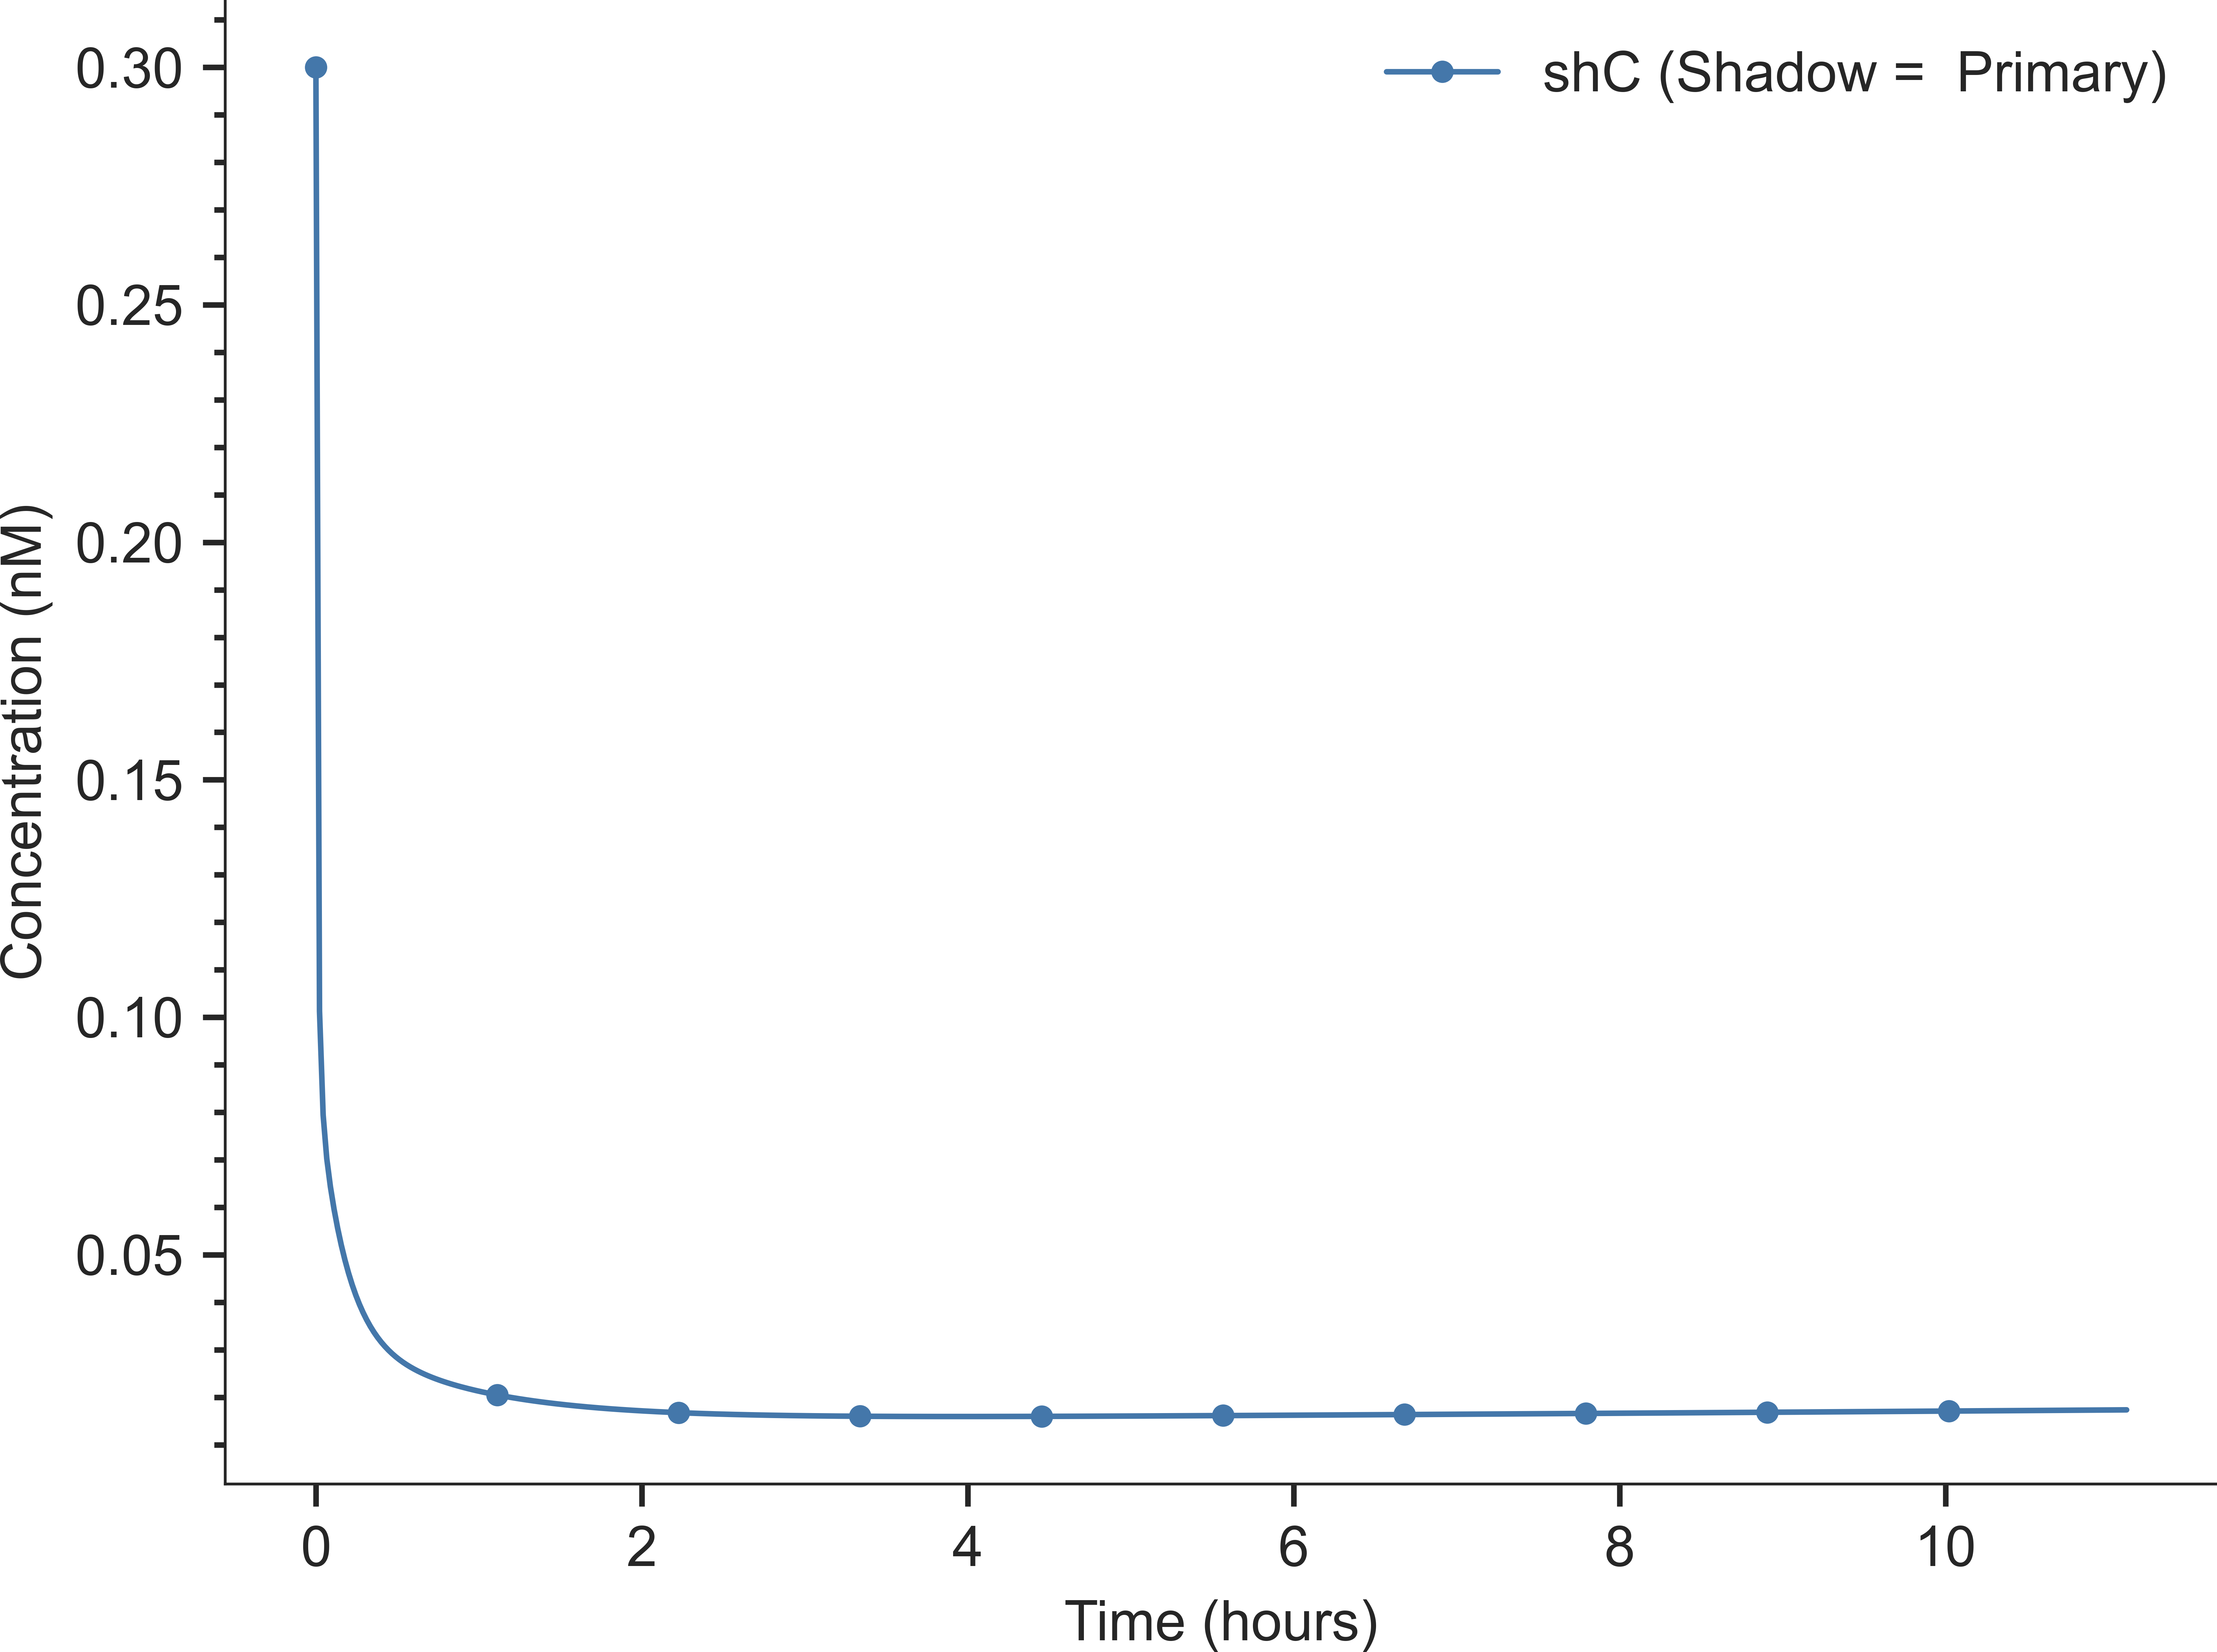 shC (Shadow =  Primary)
Concentration (nM)
0.30
0.25
0.20
0.15
0.10
0.05
0 2 4 6 8 10
Time (hours)